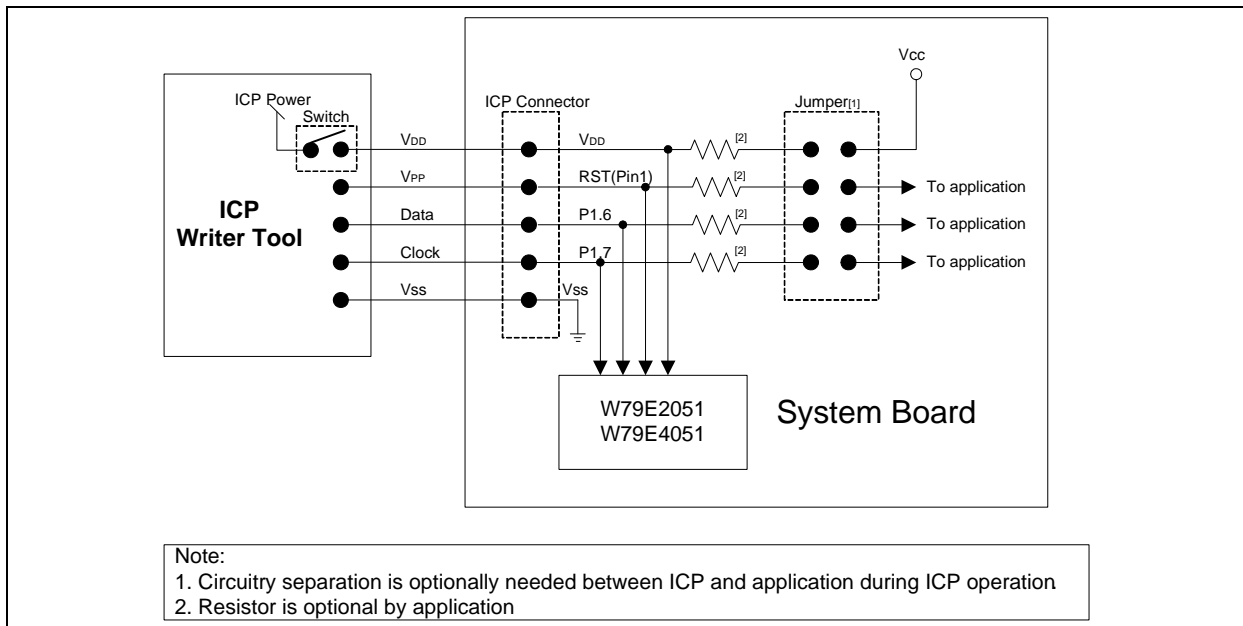 Vcc
ICP Power
Switch
ICP Connector
Jumper[1]
VDD
VDD
[2]
VPP
RST(Pin1)
[2]
To application
ICP
Writer Tool
Data
P1.6
[2]
To application
Clock
P1.7
[2]
To application
Vss
Vss
W79E2051
W79E4051
System Board
Note:
1. Circuitry separation is optionally needed between ICP and application during ICP operation.
2. Resistor is optional by application